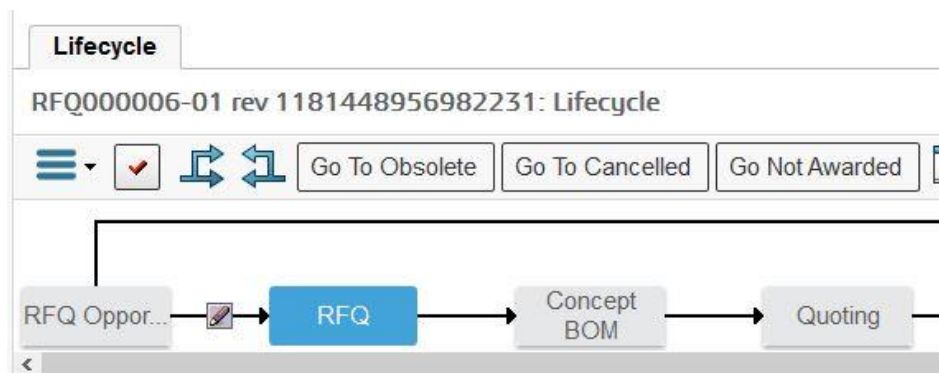 Lifecycle
RFQ000006-01 rev 1181448956982231: Lifecycle
Go To Obsolete Go To Cancelled Go Not Awarded
RFQ Oppor... RFQ Concept BOM Quoting